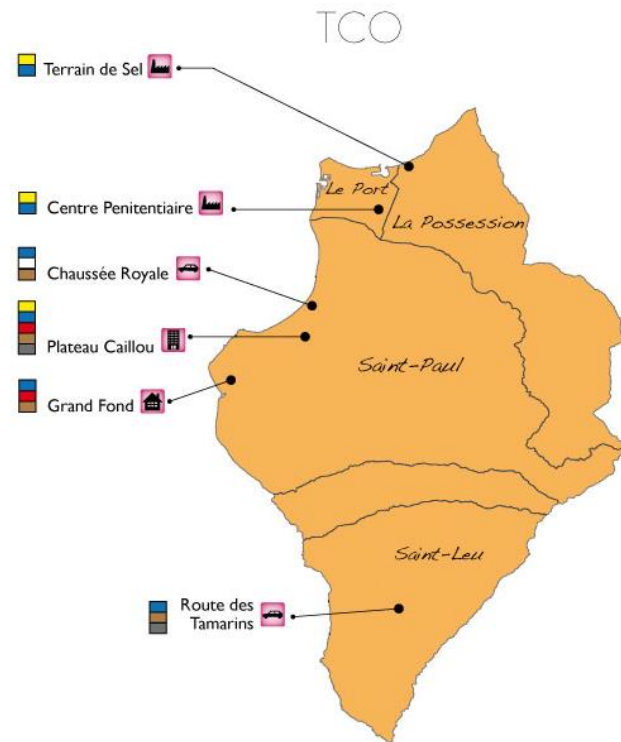 TCO
Terrain de Sel
Le Port
Centre Penitentiaire
La Possession
Chaussée Royale
Plateau Caillou
Saint-Paul
Grand Fond
Saint-Leu
Route des
Tamarins